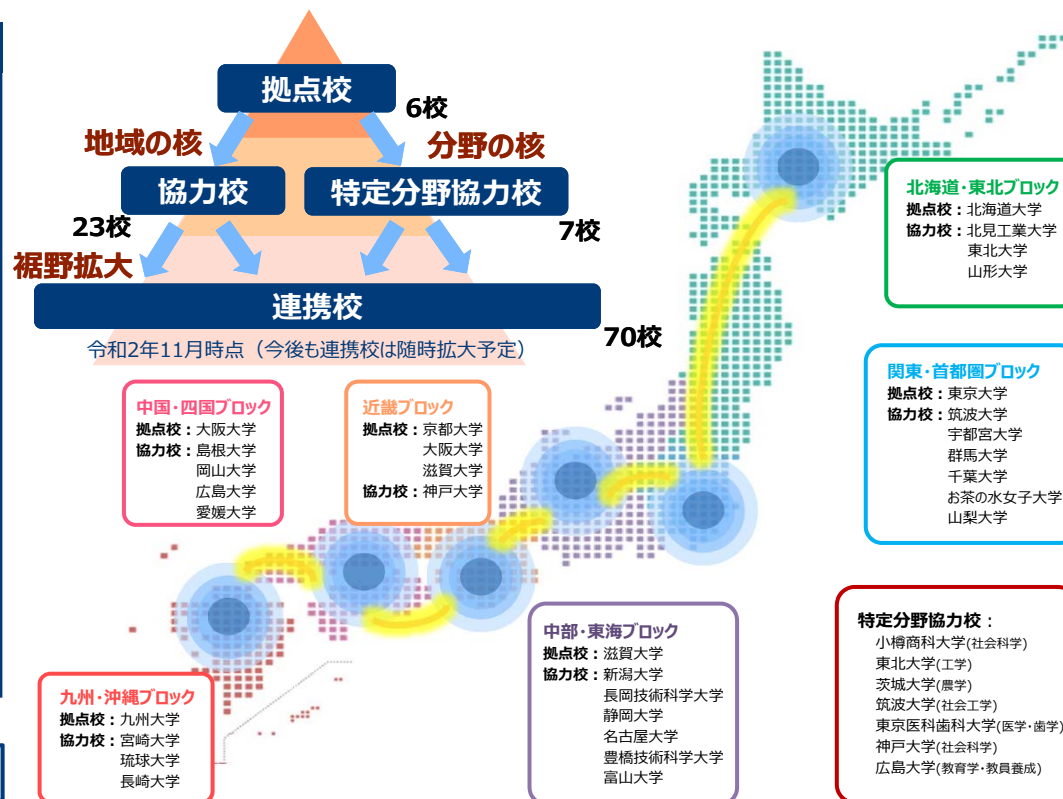 拠点校
6校
地域の核
分野の核
協力校
特定分野協力校
23校
7校
裾野拡大
連携校
70校
令和2年11月時点（今後も連携校は随時拡大予定）
北海道・東北ブロック
拠点校：北海道大学
協力校：北見工業大学
東北大学
山形大学
関東・首都圏ブロック
拠点校：東京大学
協力校：筑波大学
宇都宮大学
群馬大学
千葉大学
お茶の水女子大学
山梨大学
中国・四国ブロック
拠点校：大阪大学
協力校：島根大学
岡山大学
広島大学
愛媛大学
近畿ブロック
拠点校：京都大学
大阪大学
滋賀大学
協力校：神戸大学
中部・東海ブロック
拠点校：滋賀大学
協力校：新潟大学
長岡技術科学大学
静岡大学
名古屋大学
豊橋技術科学大学
富山大学
特定分野協力校：
小樽商科大学(社会科学)
東北大学(工学)
茨城大学(農学)
筑波大学(社会工学)
東京医科歯科大学(医学・歯学)
神戸大学(社会科学)
広島大学(教育学・教員養成)
九州・沖縄ブロック
拠点校：九州大学
協力校：宮崎大学
琉球大学
長崎大学